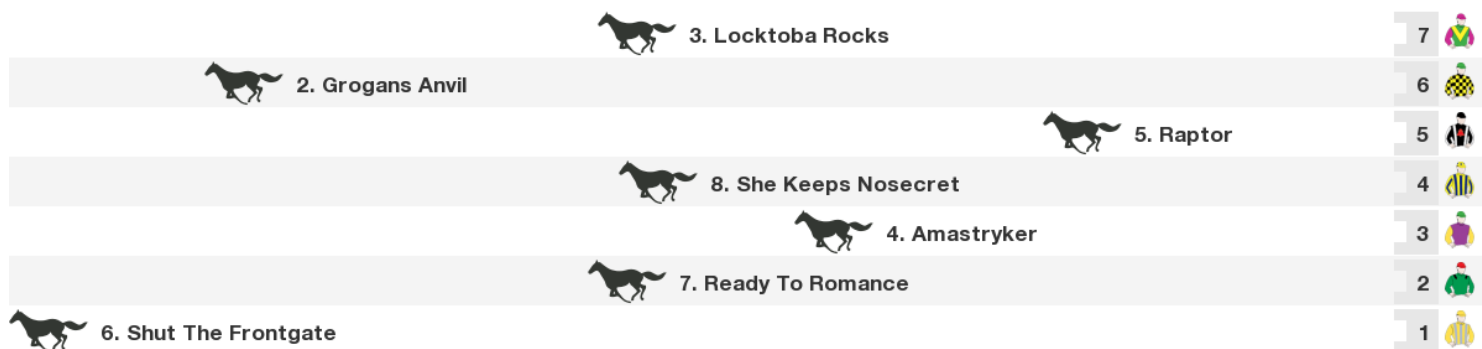 3. Locktoba Rocks 7
2. Grogans Anvil 6
5. Raptor 5
8. She Keeps Nosecret 4
4. Amastryker 3
7. Ready To Romance 2
6. Shut The Frontgate 1